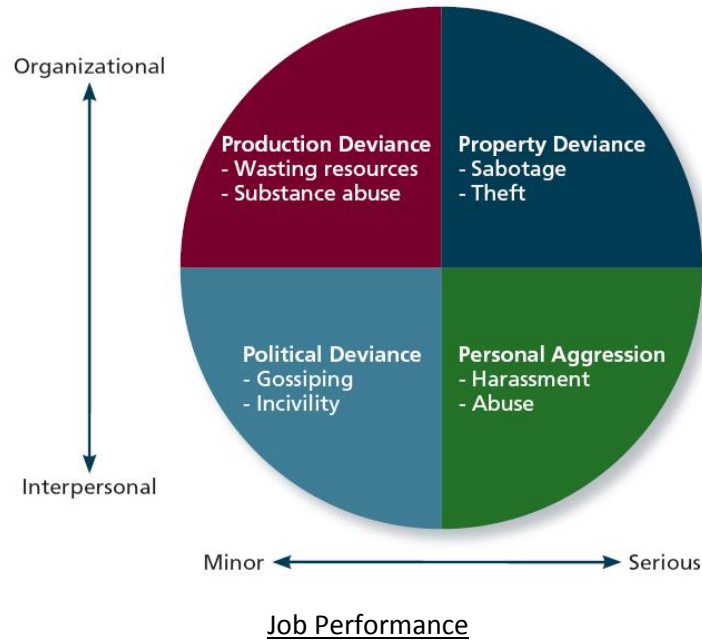 Organizational
Production Deviance
- Wasting resources
- Substance abuse
Property Deviance
- Sabotage
- Theft
Political Deviance
- Gossiping
- Incivility
Personal Aggression
- Harassment
- Abuse
Interpersonal
Minor
Serious
Job Performance